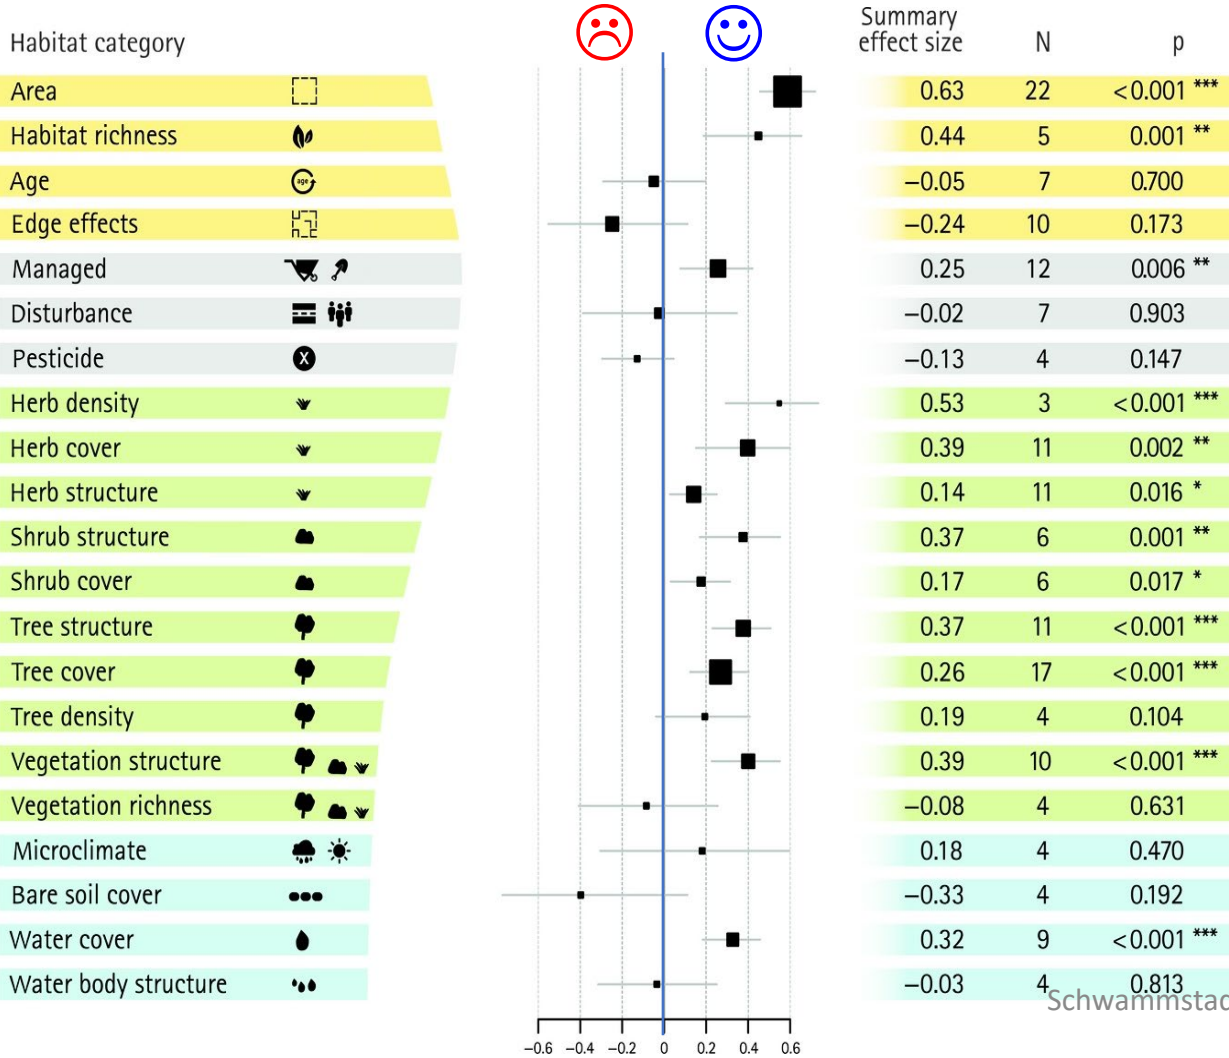 Summary
Habitat category effect size N p
Area 0.63 22 <0.001 ***
Habitat richness 0.44 5 0.001 **
age
Age −0.05 7 0.700
Edge effects −0.24 10 0.173
Managed 0.25 12 0.006 **
Disturbance −0.02 7 0.903
Pesticide X −0.13 4 0.147
Herb density 0.53 3 <0.001 ***
Herb cover 0.39 11 0.002 **
Herb structure 0.14 11 0.016 *
Shrub structure 0.37 6 0.001 **
Shrub cover 0.17 6 0.017 *
Tree structure 0.37 11 <0.001 ***
Tree cover 0.26 17 <0.001 ***
Tree density 0.19 4 0.104
Vegetation structure 0.39 10 <0.001 ***
Vegetation richness −0.08 4 0.631
Microclimate 0.18 4 0.470
Bare soil cover −0.33 4 0.192
Water cover 0.32 9 <0.001 ***
Water body structure −0.03 4 0.813
Schwammstad
−0.6 −0.4 −0.2 0 0.2 0.4 0.6